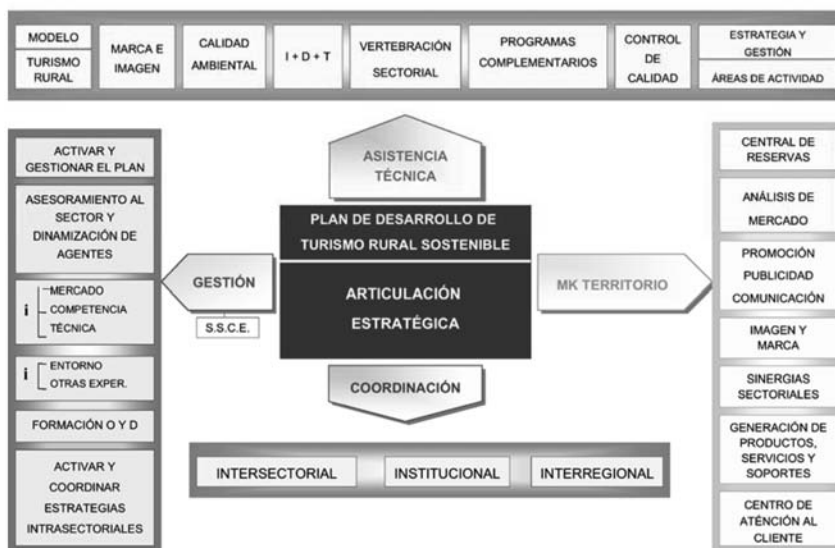 MODELO
TURISMO
RURAL
MARCA E
IMAGEN
CALIDAD
AMBIENTAL
I + D + T
VERTEBRACIÓN
SECTORIAL
PROGRAMAS
COMPLEMENTARIOS
CONTROL
DE
CALIDAD
ESTRATEGIA Y
GESTIÓN
ÁREAS DE ACTIVIDAD
ACTIVAR Y
GESTIONAR EL PLAN
ASESORAMIENTO AL
SECTOR Y
DINAMIZACIÓN DE
AGENTES
i
MERCADO
COMPETENCIA
TÉCNICA
i
ENTORNO
OTRAS EXPER.
FORMACIÓN O Y D
ACTIVAR Y
COORDINAR
ESTRATEGIAS
INTRASECTORIALES
ASISTENCIA
TÉCNICA
PLAN DE DESARROLLO DE
TURISMO RURAL SOSTENIBLE
ARTICULACIÓN
ESTRATÉGICA
GESTIÓN
S.S.C.E.
MK TERRITORIO
COORDINACIÓN
INTERSECTORIAL
INSTITUCIONAL
INTERREGIONAL
CENTRAL DE
RESERVAS
ANÁLISIS DE
MERCADO
PROMOCIÓN
PUBLICIDAD
COMUNICACIÓN
IMAGEN Y
MARCA
SINERGIAS
SECTORIALES
GENERACIÓN DE
PRODUCTOS,
SERVICIOS Y
SOPORTES
CENTRO DE
ATÉNCIÓN AL
CLIENTE